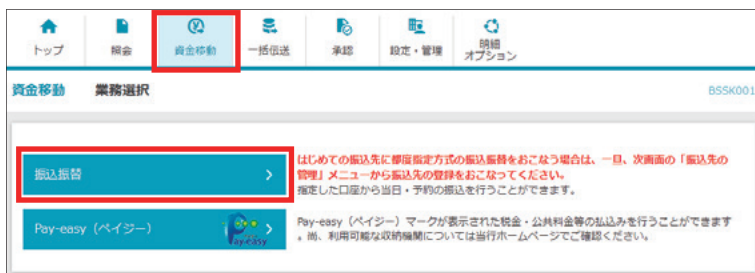 トップ
照会
資金移動
一括伝送
承認
設定・管理
明細
オプション
資金移動 業務選択
BSSK001
振込振替
はじめての振込先に都度指定方式の振込振替をおこなう場合は、一旦、次画面の「振込先の
管理」メニューから振込先の登録をおこなってください。
指定した口座から当日・予約の振込を行うことができます。
Pay-easy（ペイジー）
Pay-easy
Pay-easy（ペイジー）マークが表示された税金・公共料金等の払込みを行うことができます
。尚、利用可能な収納機関については当行ホームページでご確認ください。